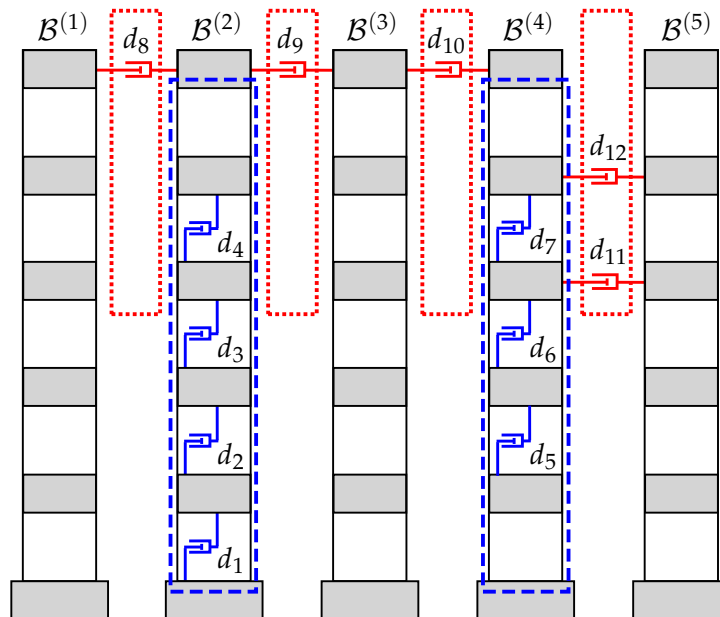 𝓑⁽¹⁾ 𝓑⁽²⁾ 𝓑⁽³⁾ 𝓑⁽⁴⁾ 𝓑⁽⁵⁾
d₈ d₉ d₁₀
d₁₂
d₄ d₇ d₁₁
d₃ d₆
d₂ d₅
d₁